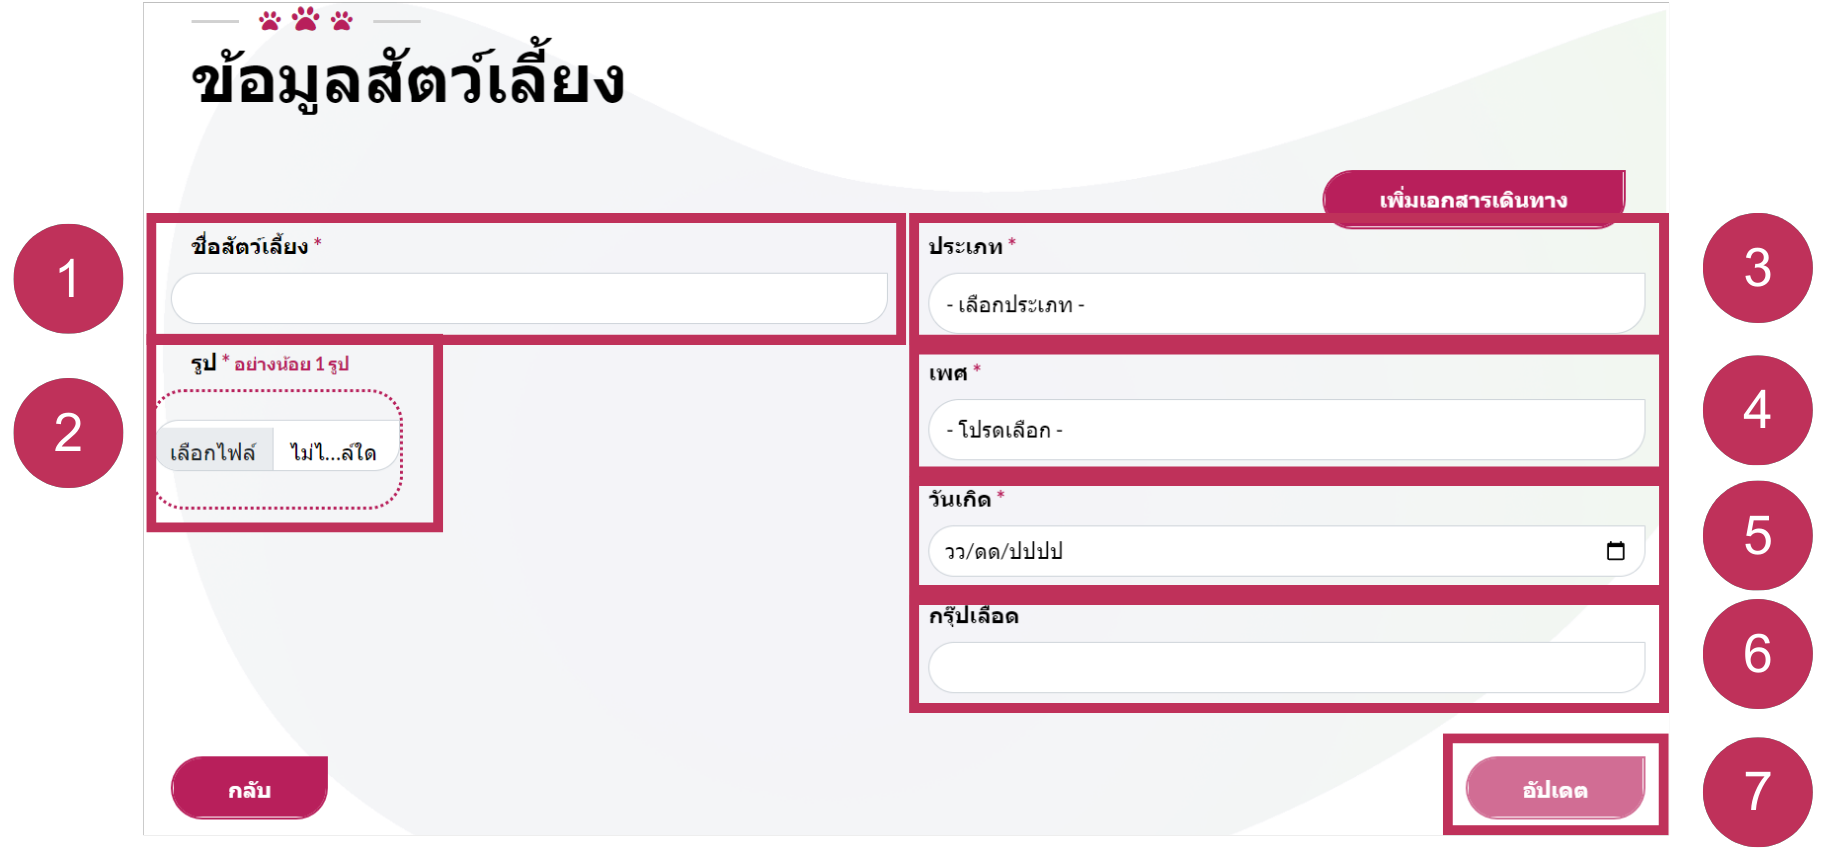 ข้อมูลสัตว์เลี้ยง
เพิ่มเอกสารเดินทาง
1
ชื่อสัตว์เลี้ยง *
2
รูป * อย่างน้อย 1 รูป
เลือกไฟล์ ไม่ไ...ล์ใด
3
ประเภท *
- เลือกประเภท -
4
เพศ *
- โปรดเลือก -
5
วันเกิด *
วว/ดด/ปปปป
6
กรุ๊ปเลือด
กลับ
อัปเดต
7